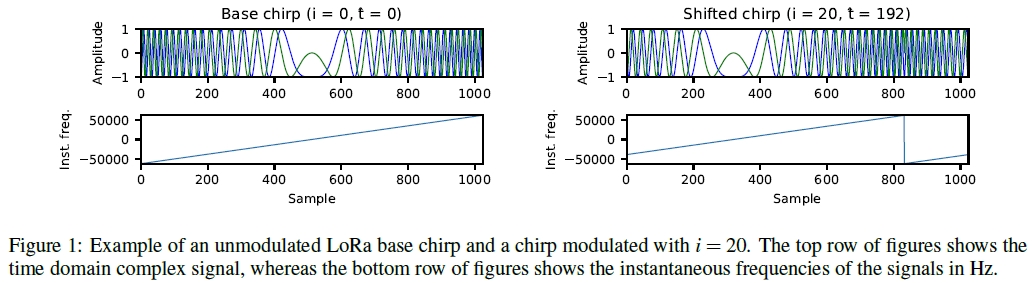 Base chirp (i = 0, t̂ = 0)
Shifted chirp (i = 20, t̂ = 192)
Amplitude
1
0
−1
0 200 400 600 800 1000
Amplitude
1
0
−1
0 200 400 600 800 1000
Inst. freq.
50000
0
−50000
0 200 400 600 800 1000
Sample
Inst. freq.
50000
0
−50000
0 200 400 600 800 1000
Sample
Figure 1: Example of an unmodulated LoRa base chirp and a chirp modulated with i = 20. The top row of figures shows the
time domain complex signal, whereas the bottom row of figures shows the instantaneous frequencies of the signals in Hz.